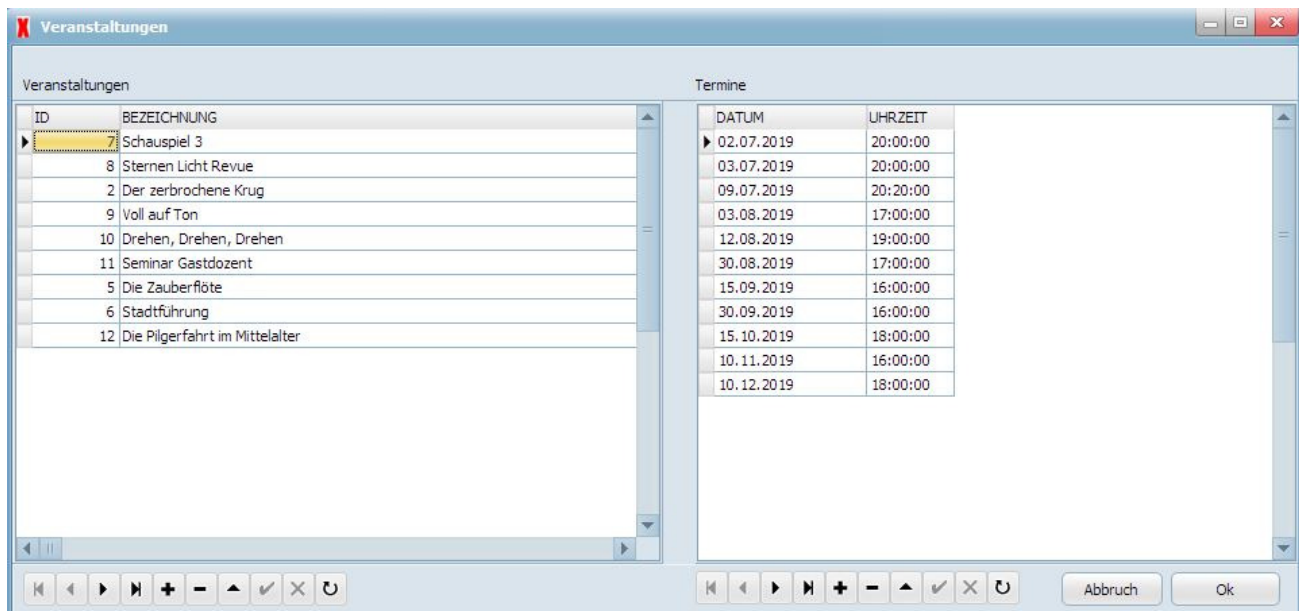 Veranstaltungen
Veranstaltungen
ID BEZEICHNUNG
7 Schauspiel 3
8 Sternen Licht Revue
2 Der zerbrochene Krug
9 Voll auf Ton
10 Drehen, Drehen, Drehen
11 Seminar Gastdozent
5 Die Zauberflöte
6 Stadtführung
12 Die Pilgerfahrt im Mittelalter
Termine
DATUM UHRZEIT
02.07.2019 20:00:00
03.07.2019 20:00:00
09.07.2019 20:20:00
03.08.2019 17:00:00
12.08.2019 19:00:00
30.08.2019 17:00:00
15.09.2019 16:00:00
30.09.2019 16:00:00
15.10.2019 18:00:00
10.11.2019 16:00:00
10.12.2019 18:00:00
Abbruch Ok